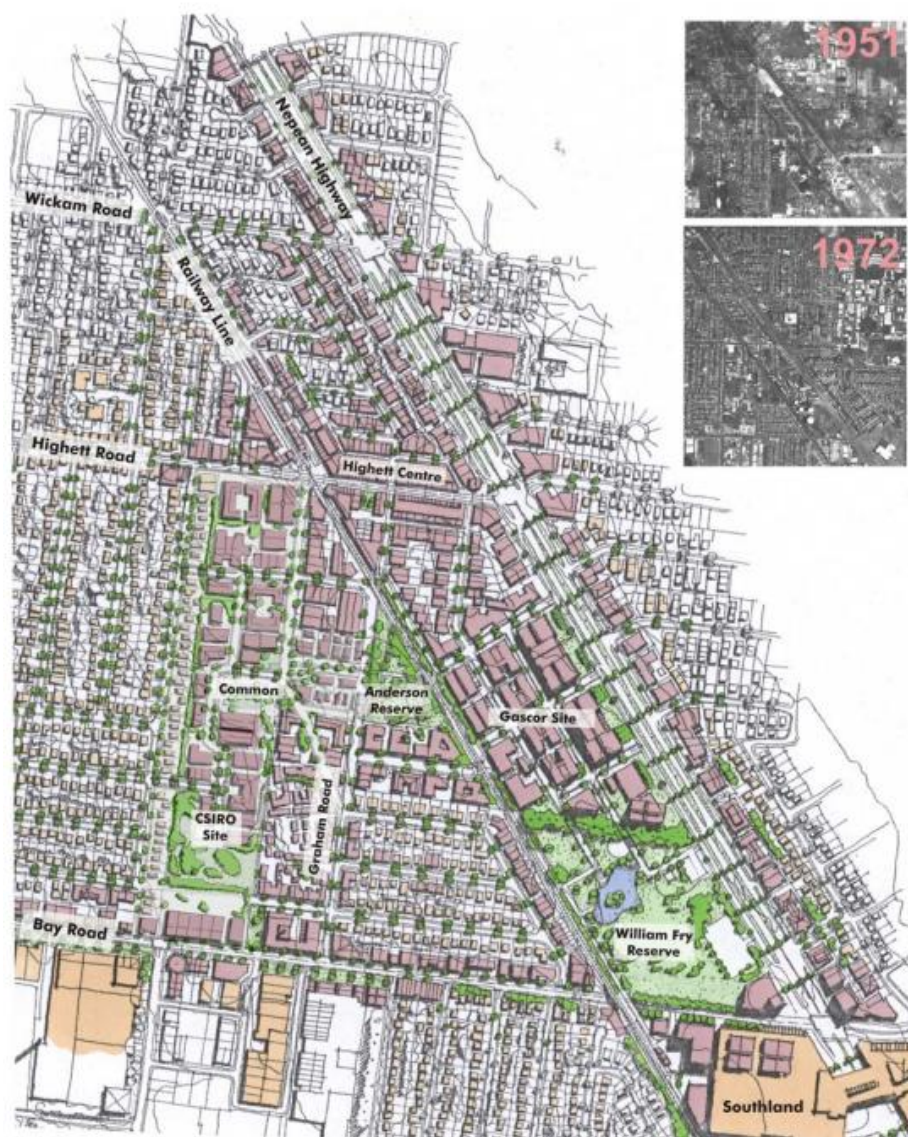 1951
1972
Nepean Highway
Wickam Road
Railway Line
Highett Road
Highett Centre
Common
Anderson
Reserve
Gascor Site
CSIRO
Site
Graham Road
Bay Road
William Fry
Reserve
Southland